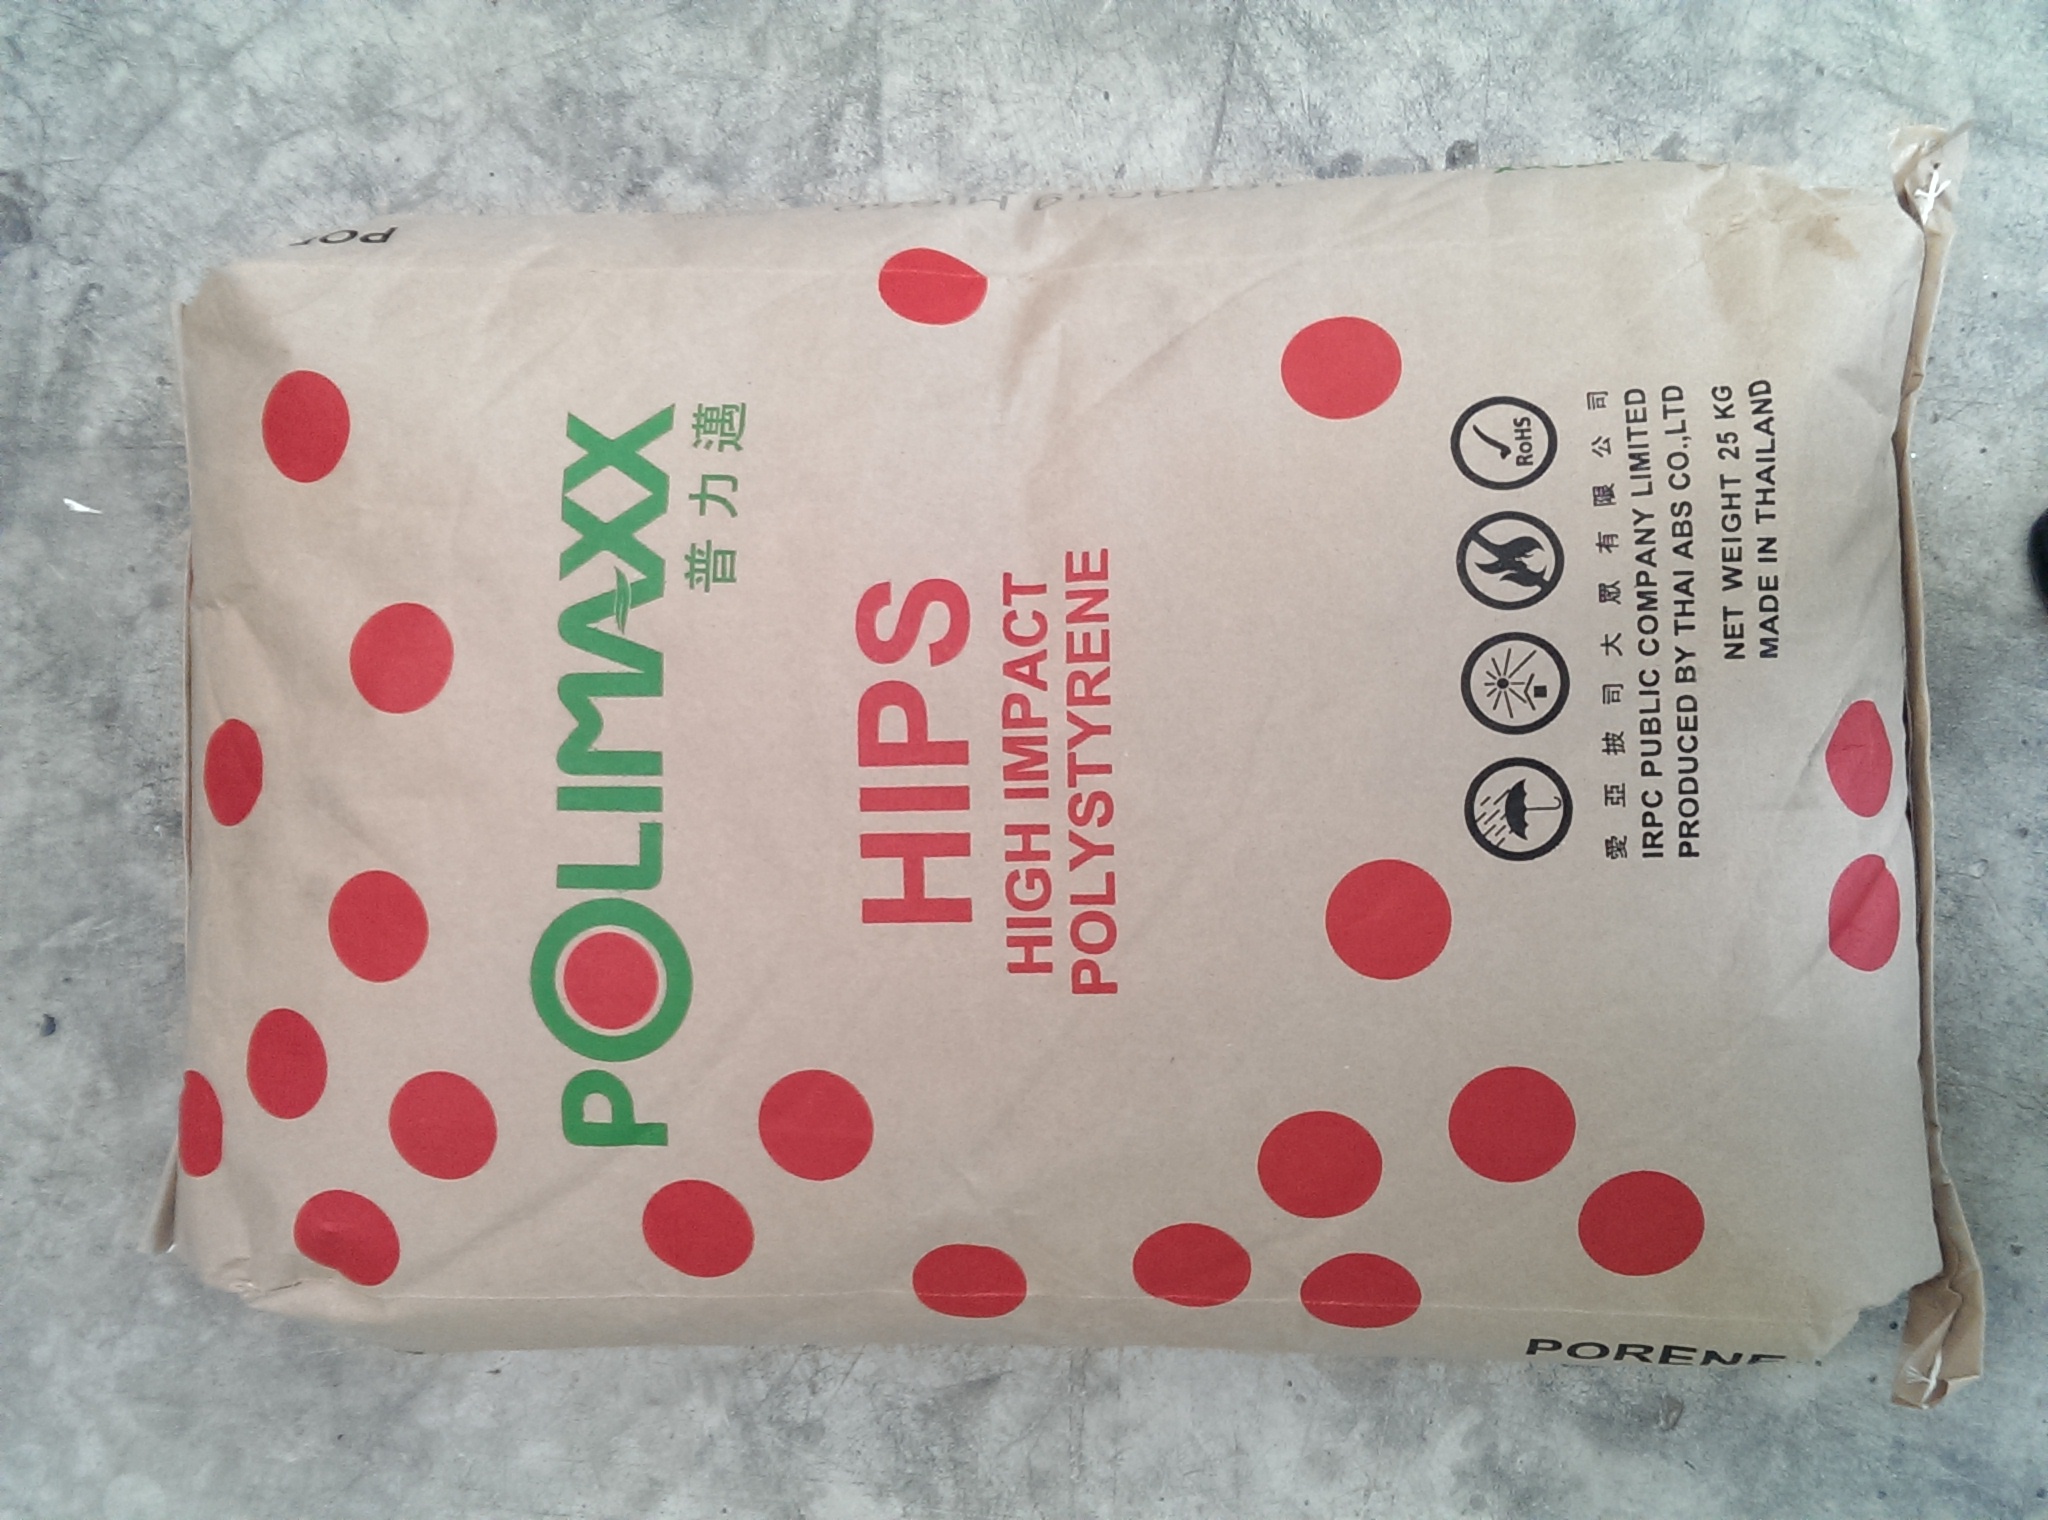 POLIMAXX
普力邁
HIPS
HIGH IMPACT
POLYSTYRENE
RoHS
愛亞披司大眾有限公司
IRPC PUBLIC COMPANY LIMITED
PRODUCED BY THAI ABS CO.,LTD
NET WEIGHT 25 KG
MADE IN THAILAND
PORENE